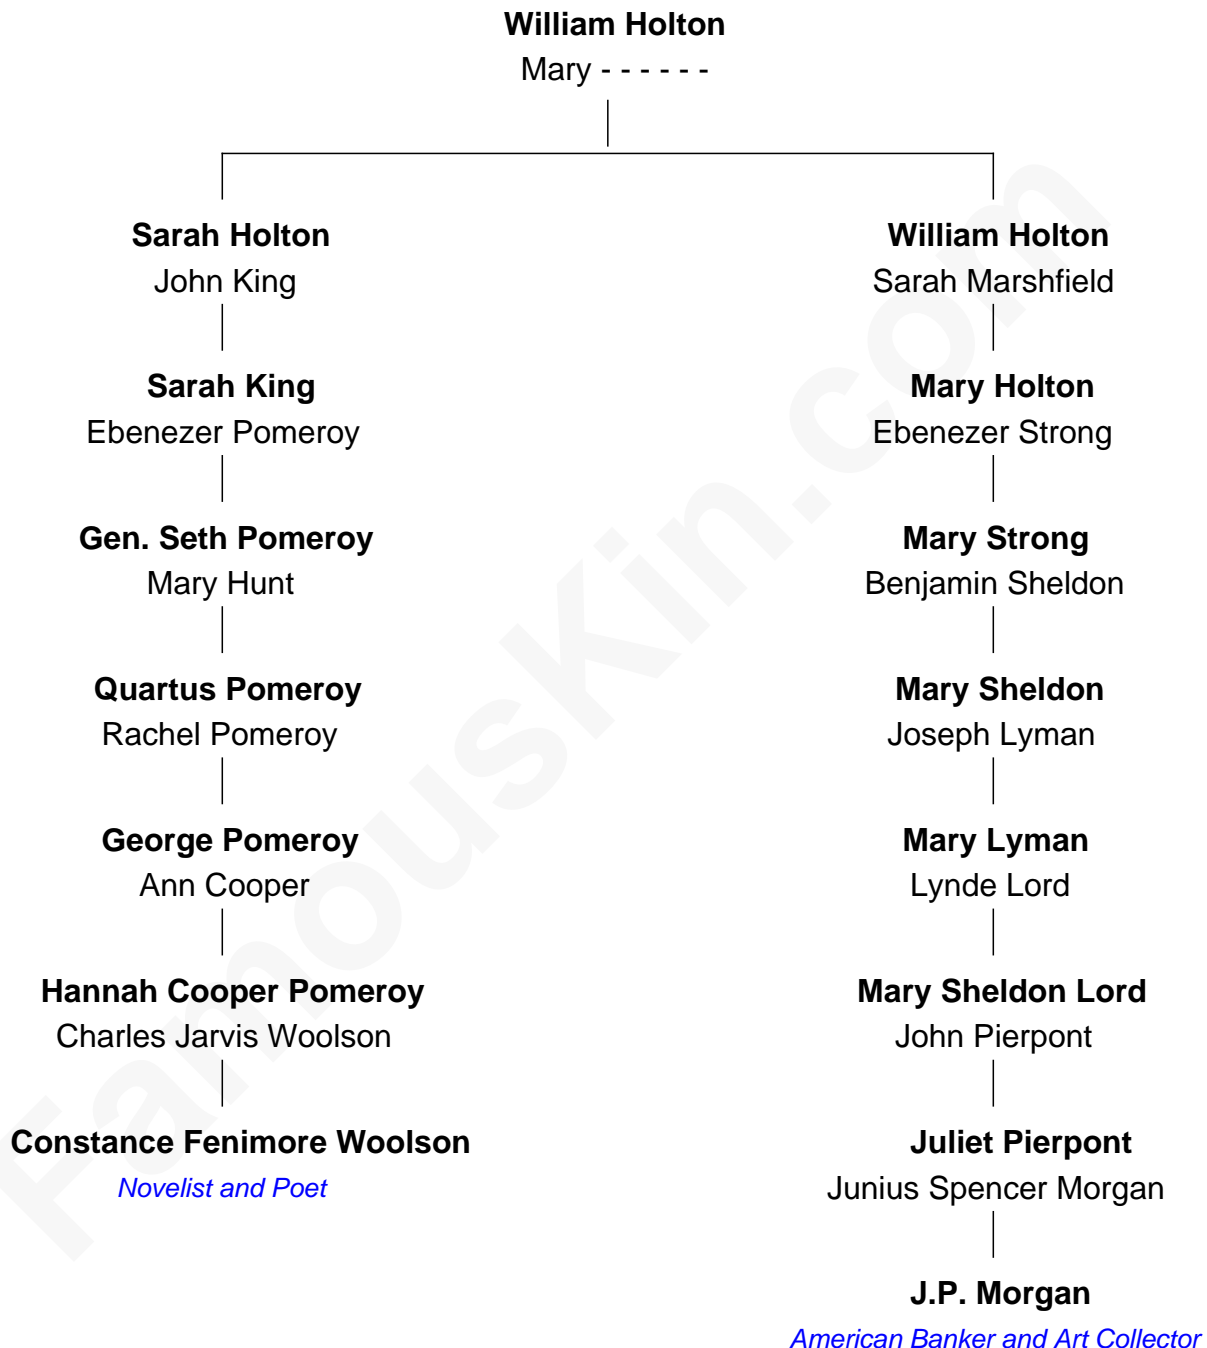 William Holton
Mary - - - - - -
Sarah Holton
John King
Sarah King
Ebenezer Pomeroy
Gen. Seth Pomeroy
Mary Hunt
Quartus Pomeroy
Rachel Pomeroy
George Pomeroy
Ann Cooper
Hannah Cooper Pomeroy
Charles Jarvis Woolson
Constance Fenimore Woolson
Novelist and Poet
William Holton
Sarah Marshfield
Mary Holton
Ebenezer Strong
Mary Strong
Benjamin Sheldon
Mary Sheldon
Joseph Lyman
Mary Lyman
Lynde Lord
Mary Sheldon Lord
John Pierpont
Juliet Pierpont
Junius Spencer Morgan
J.P. Morgan
American Banker and Art Collector
FamousKin.com